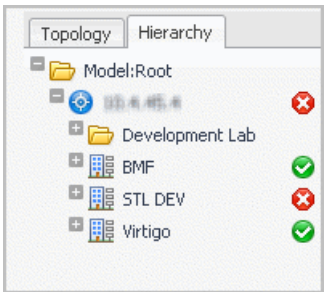 Topology Hierarchy
Model:Root
Development Lab
BMF
STL DEV
Virtigo